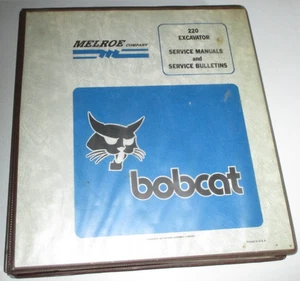 MELROE COMPANY
220
EXCAVATOR
SERVICE MANUALS
and
SERVICE BULLETINS
bobcat